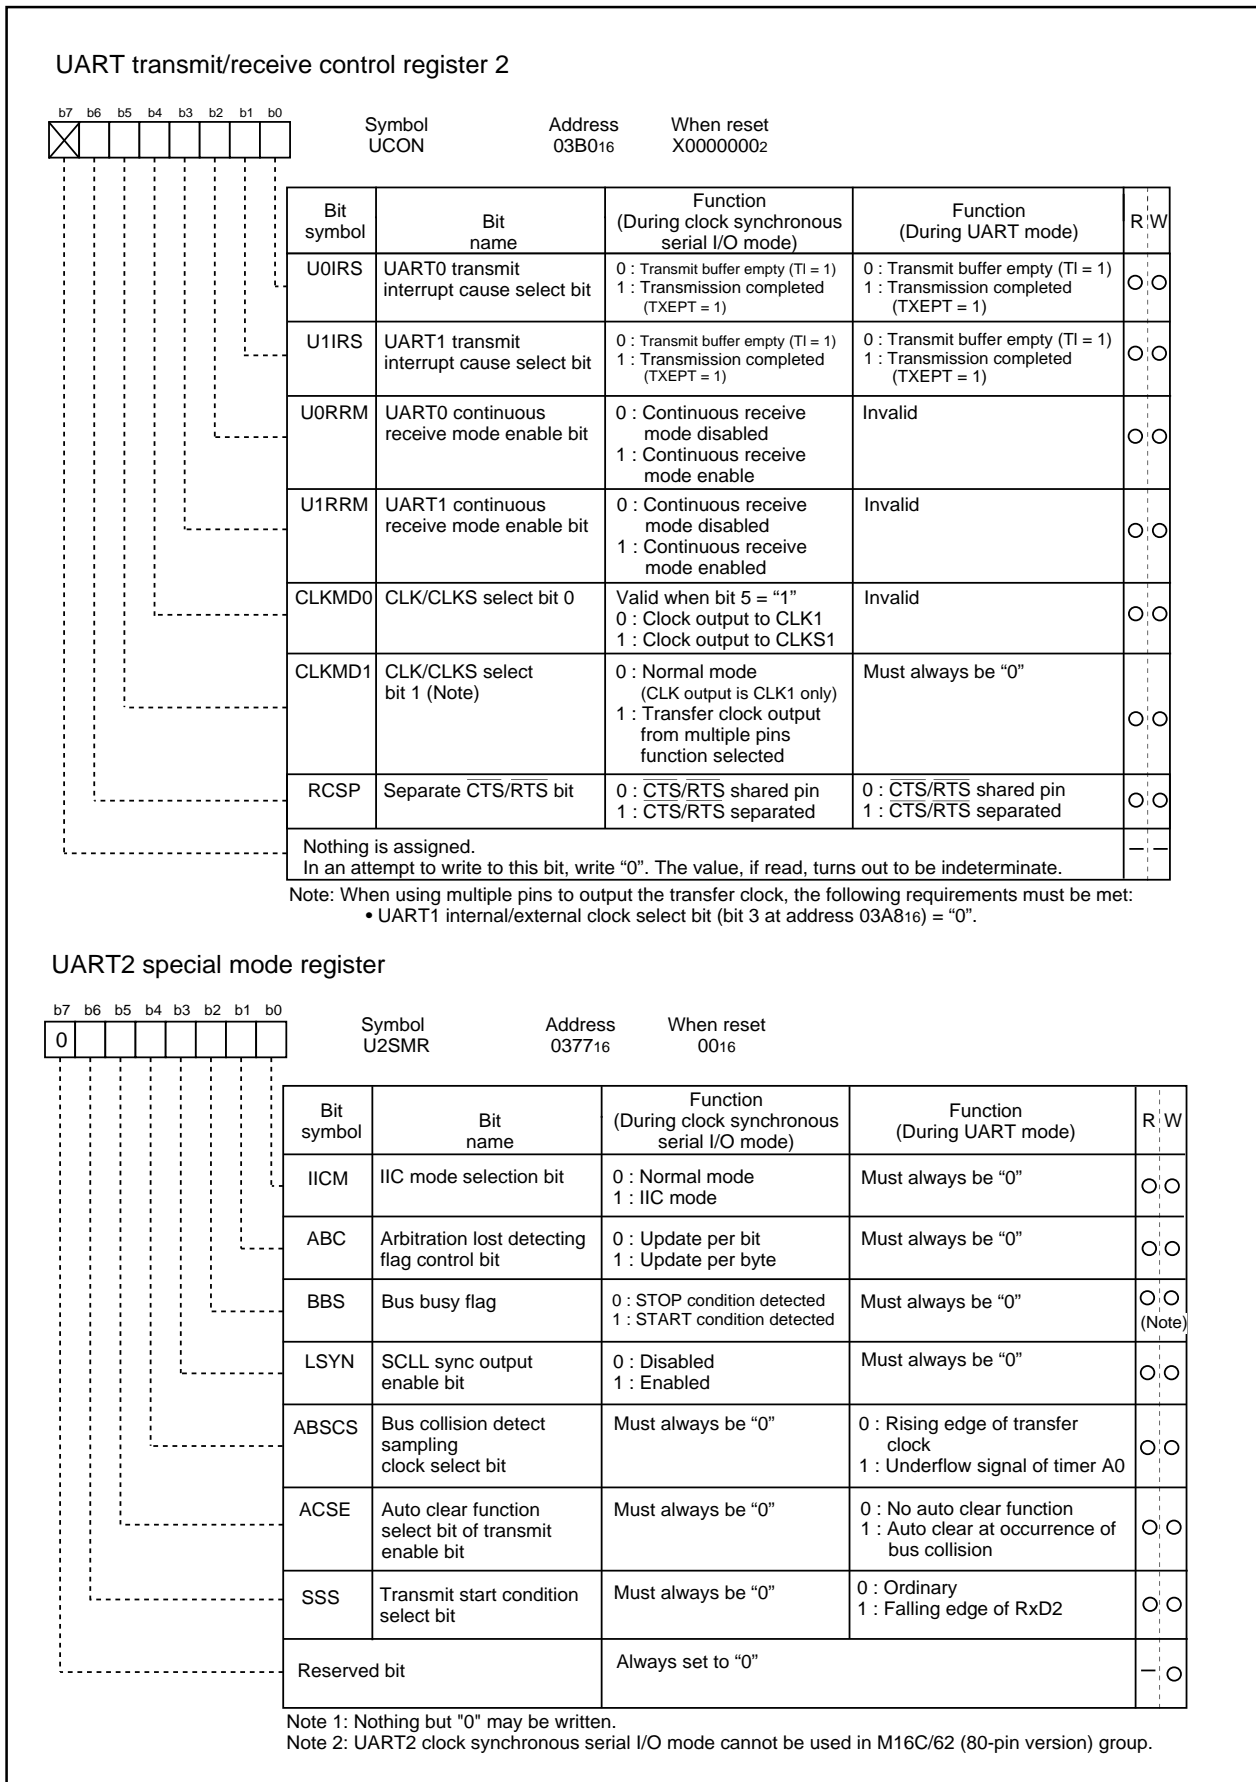 UART transmit/receive control register 2
b7 b6 b5 b4 b3 b2 b1 b0
Symbol Address When reset
UCON 03B016 X00000002
Bit symbol Bit name Function (During clock synchronous serial I/O mode) Function (During UART mode) R W
U0IRS UART0 transmit interrupt cause select bit
0 : Transmit buffer empty (TI = 1)
1 : Transmission completed
(TXEPT = 1)
0 : Transmit buffer empty (TI = 1)
1 : Transmission completed
(TXEPT = 1)
U1IRS UART1 transmit interrupt cause select bit
0 : Transmit buffer empty (TI = 1)
1 : Transmission completed
(TXEPT = 1)
0 : Transmit buffer empty (TI = 1)
1 : Transmission completed
(TXEPT = 1)
U0RRM UART0 continuous receive mode enable bit
0 : Continuous receive
mode disabled
1 : Continuous receive
mode enable
Invalid
U1RRM UART1 continuous receive mode enable bit
0 : Continuous receive
mode disabled
1 : Continuous receive
mode enabled
Invalid
CLKMD0 CLK/CLKS select bit 0
Valid when bit 5 = “1”
0 : Clock output to CLK1
1 : Clock output to CLKS1
Invalid
CLKMD1 CLK/CLKS select bit 1 (Note)
0 : Normal mode
(CLK output is CLK1 only)
1 : Transfer clock output
from multiple pins
function selected
Must always be “0”
RCSP Separate CTS/RTS bit
0 : CTS/RTS shared pin
1 : CTS/RTS separated
0 : CTS/RTS shared pin
1 : CTS/RTS separated
Nothing is assigned.
In an attempt to write to this bit, write “0”. The value, if read, turns out to be indeterminate.
Note: When using multiple pins to output the transfer clock, the following requirements must be met:
• UART1 internal/external clock select bit (bit 3 at address 03A816) = “0”.
UART2 special mode register
b7 b6 b5 b4 b3 b2 b1 b0
0
Symbol Address When reset
U2SMR 037716 0016
Bit symbol Bit name Function (During clock synchronous serial I/O mode) Function (During UART mode) R W
IICM IIC mode selection bit
0 : Normal mode
1 : IIC mode
Must always be “0”
ABC Arbitration lost detecting flag control bit
0 : Update per bit
1 : Update per byte
Must always be “0”
BBS Bus busy flag
0 : STOP condition detected
1 : START condition detected
Must always be “0”
(Note)
LSYN SCLL sync output enable bit
0 : Disabled
1 : Enabled
Must always be “0”
ABSCS Bus collision detect sampling clock select bit
Must always be “0”
0 : Rising edge of transfer
clock
1 : Underflow signal of timer A0
ACSE Auto clear function select bit of transmit enable bit
Must always be “0”
0 : No auto clear function
1 : Auto clear at occurrence of
bus collision
SSS Transmit start condition select bit
Must always be “0”
0 : Ordinary
1 : Falling edge of RxD2
Reserved bit
Always set to “0”
Note 1: Nothing but "0" may be written.
Note 2: UART2 clock synchronous serial I/O mode cannot be used in M16C/62 (80-pin version) group.